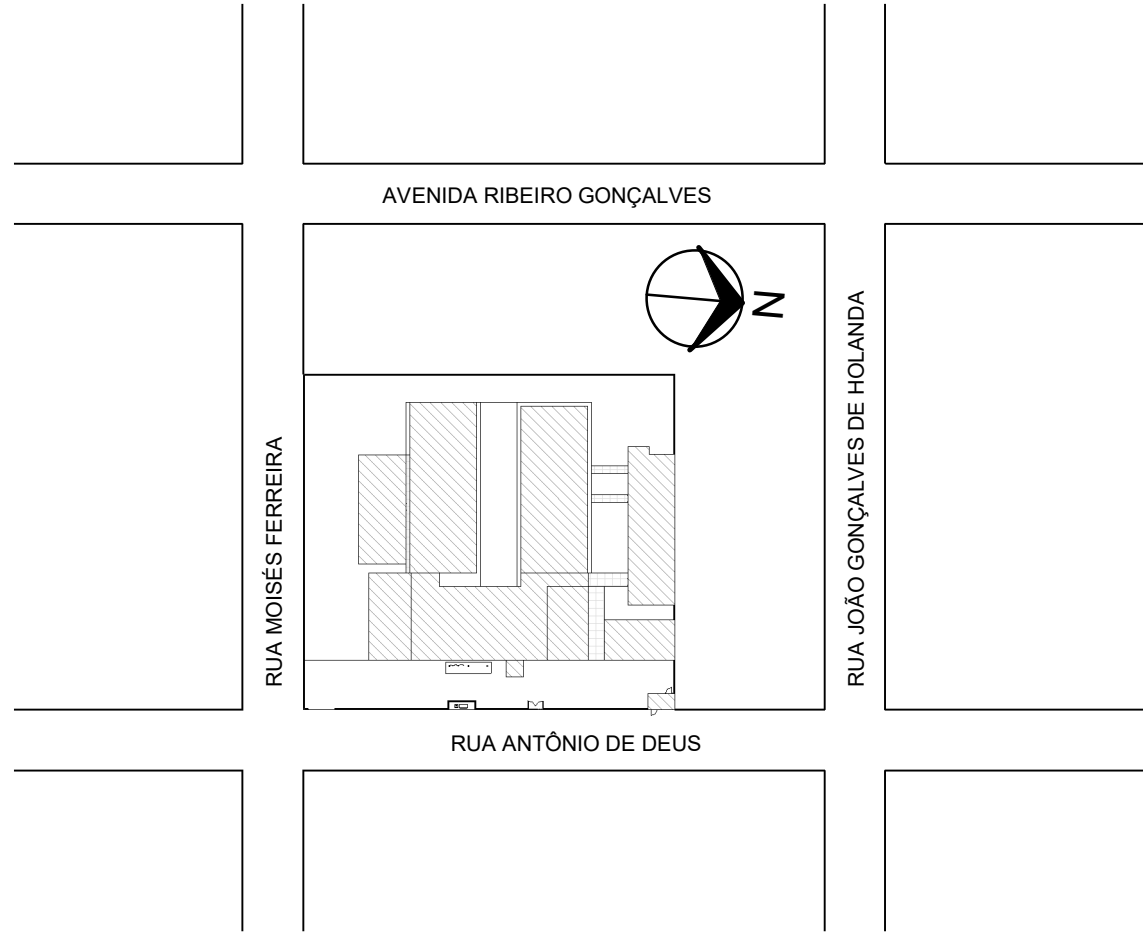 AVENIDA RIBEIRO GONÇALVES
N
RUA JOÃO GONÇALVES DE HOLANDA
RUA MOISÉS FERREIRA
RUA ANTÔNIO DE DEUS